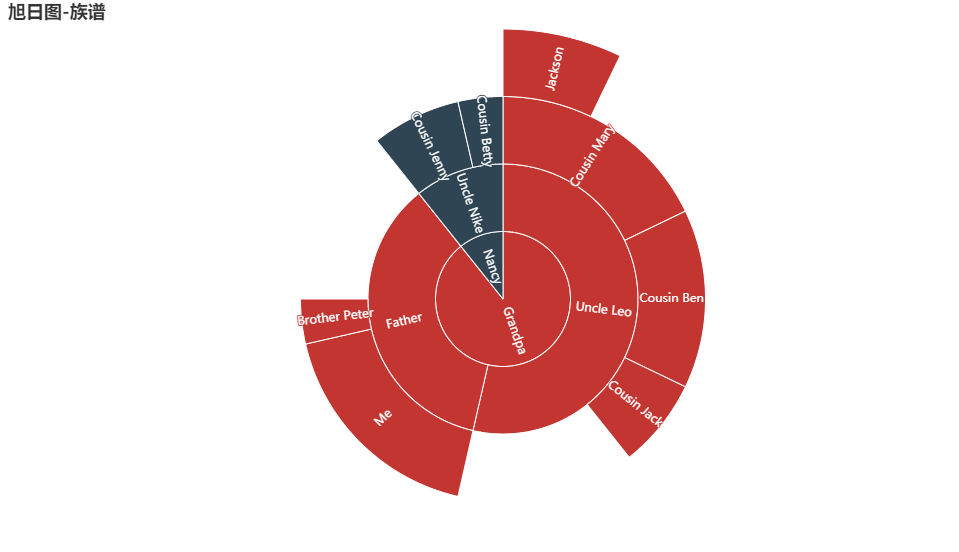 旭日图-族谱
Jackson
Cousin Betty
Cousin Jenny
Cousin Mary
Uncle Nike
Nancy
Cousin Ben
Uncle Leo
Grandpa
Father
Brother Peter
Cousin Jack
Me